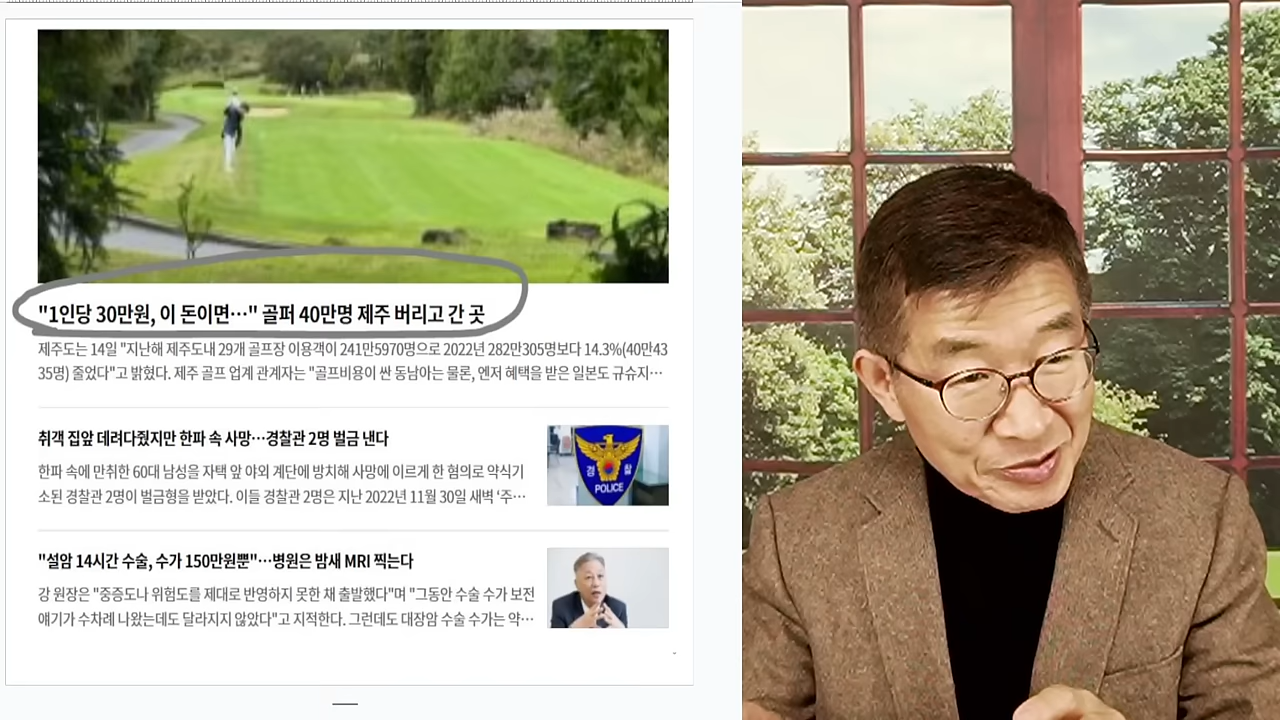 "1인당 30만원, 이 돈이면…" 골퍼 40만명 제주 버리고 간 곳
제주도는 14일 "지난해 제주도내 29개 골프장 이용객이 241만5970명으로 2022년 282만305명보다 14.3%(40만43
35명) 줄었다"고 밝혔다. 제주 골프 업계 관계자는 "골프비용이 싼 동남아는 물론, 엔저 혜택을 받은 일본도 규슈지…
취객 집앞 데려다줬지만 한파 속 사망…경찰관 2명 벌금 낸다
한파 속에 만취한 60대 남성을 자택 앞 야외 계단에 방치해 사망에 이르게 한 혐의로 약식기
소된 경찰관 2명이 벌금형을 받았다. 이들 경찰관 2명은 지난 2022년 11월 30일 새벽 '주…
경 찰
POLICE
"설암 14시간 수술, 수가 150만원뿐"…병원은 밤새 MRI 찍는다
강 원장은 "중증도나 위험도를 제대로 반영하지 못한 채 출발했다"며 "그동안 수술 수가 보전
얘기가 수차례 나왔는데도 달라지지 않았다"고 지적한다. 그런데도 대장암 수술 수가는 약…